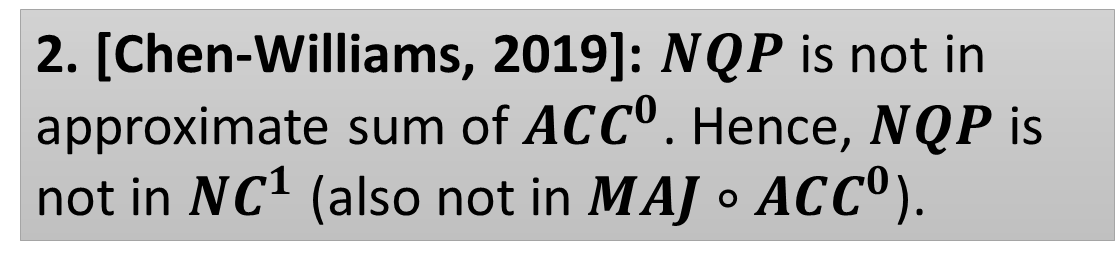 2. [Chen-Williams, 2019]: NQP is not in
approximate sum of ACC⁰. Hence, NQP is
not in NC¹ (also not in MAJ ∘ ACC⁰).